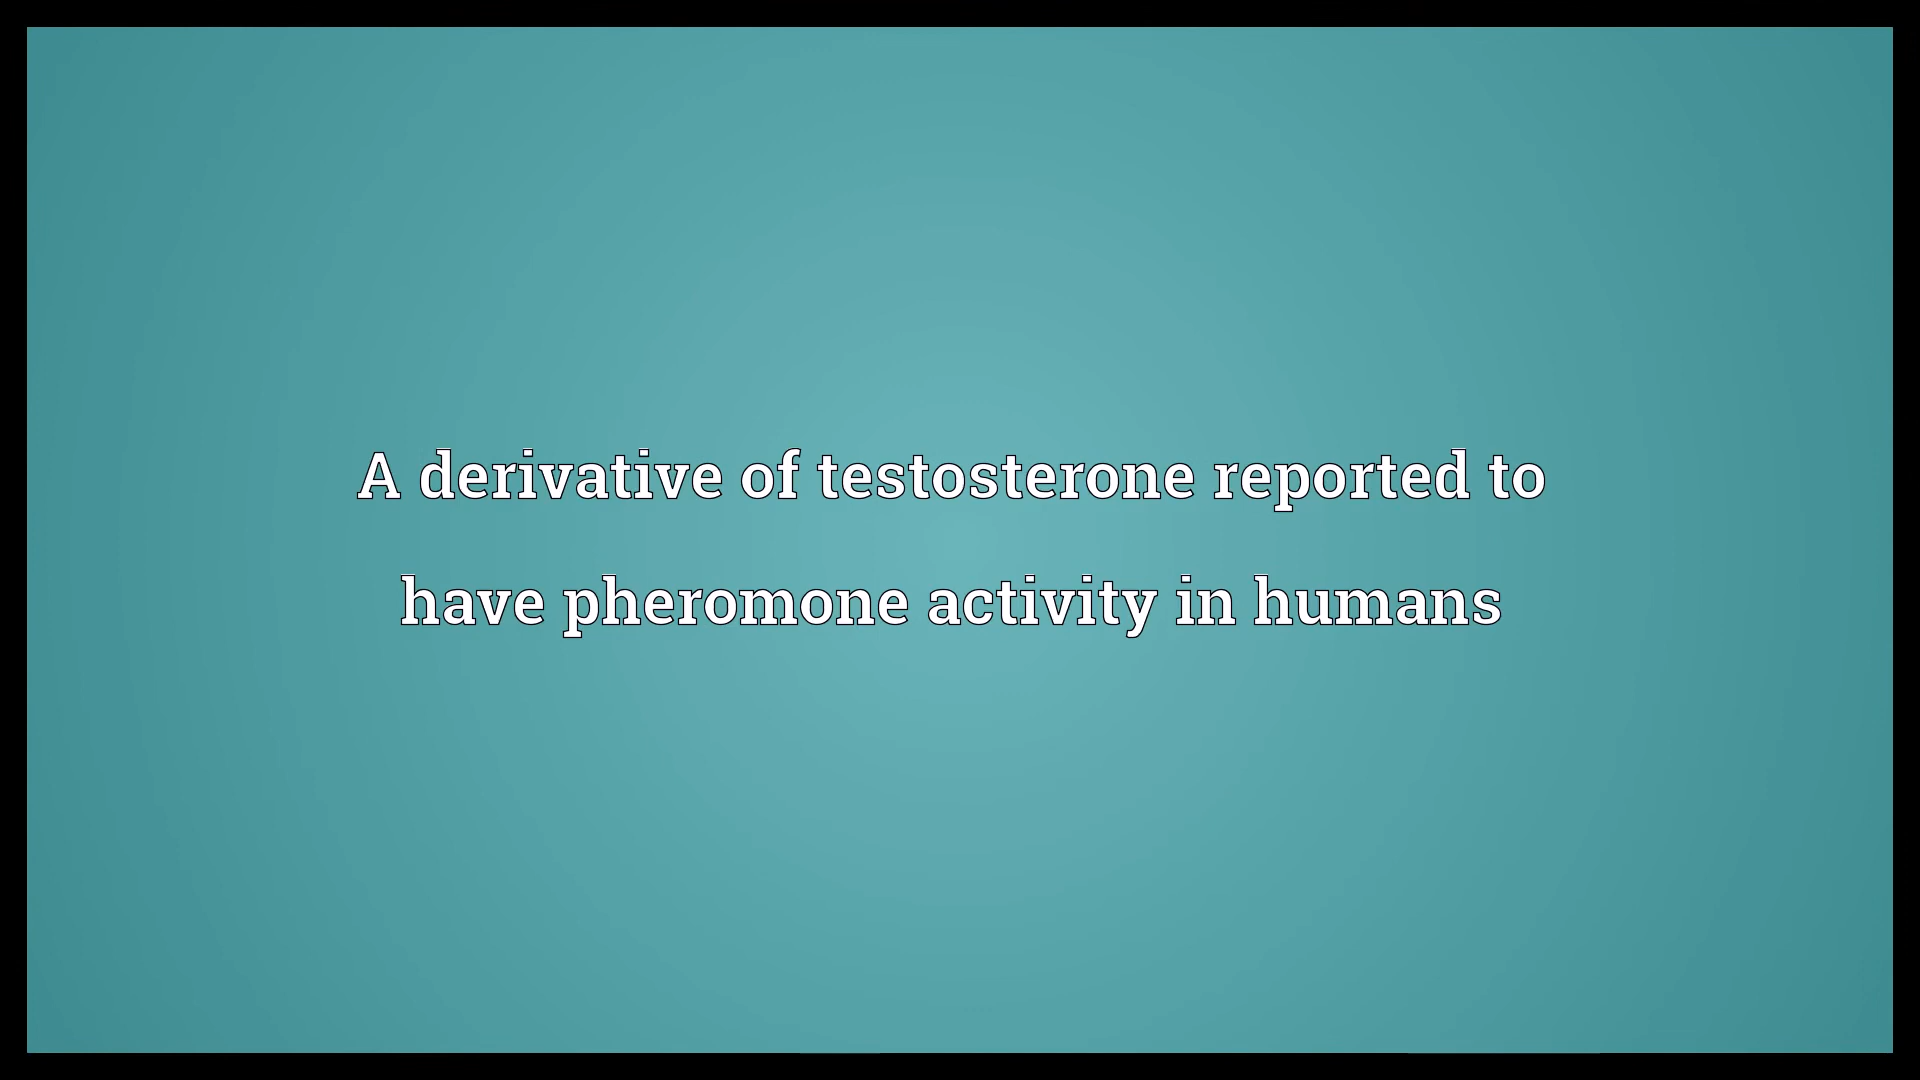 A derivative of testosterone reported to
have pheromone activity in humans